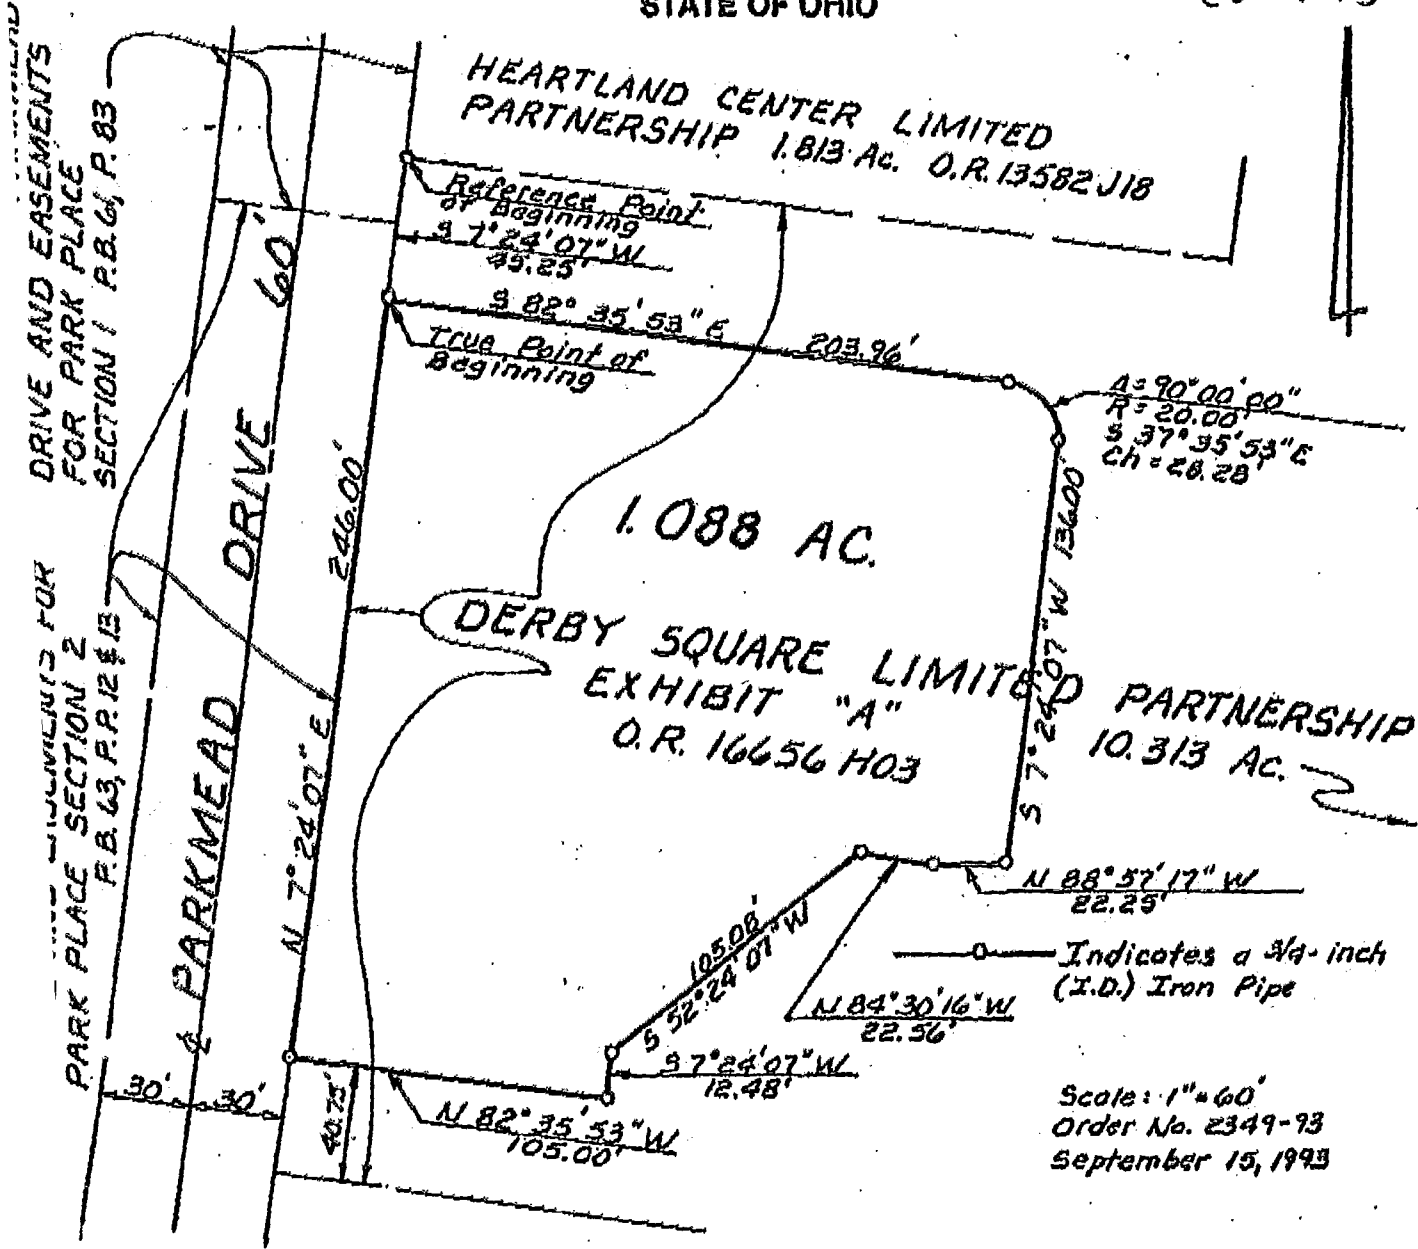 STATE OF OHIO
HEARTLAND CENTER LIMITED
PARTNERSHIP 1.813 Ac. O.R. 13582 J18
DRIVE AND EASEMENTS
FOR PARK PLACE
SECTION 1 P.B. 61, P. 83
Reference Point
of Beginning
S 7° 24' 07" W
49.25'
S 82° 35' 53" E 203.96'
True Point of
Beginning
Δ = 90° 00' 00"
R = 20.00'
S 37° 35' 53" E
Ch = 28.28'
60'
PARKMEAD DRIVE
N 7° 24' 07" E 246.00'
1.088 AC.
S 7° 24' 07" W 136.00'
DERBY SQUARE LIMITED PARTNERSHIP
EXHIBIT "A"
O.R. 16656 H03
10.313 Ac.
FOR
PARK PLACE SECTION 2
P.B. 63, P.P. 12 & 13
N 88° 57' 17" W
22.25'
105.08'
S 52° 24' 07" W
N 84° 30' 16" W
22.56'
Indicates a 3/4-inch
(I.D.) Iron Pipe
S 7° 24' 07" W
12.48'
30' 30'
40.75'
N 82° 35' 53" W
105.00'
Scale: 1" = 60'
Order No. 2349-93
September 15, 1993